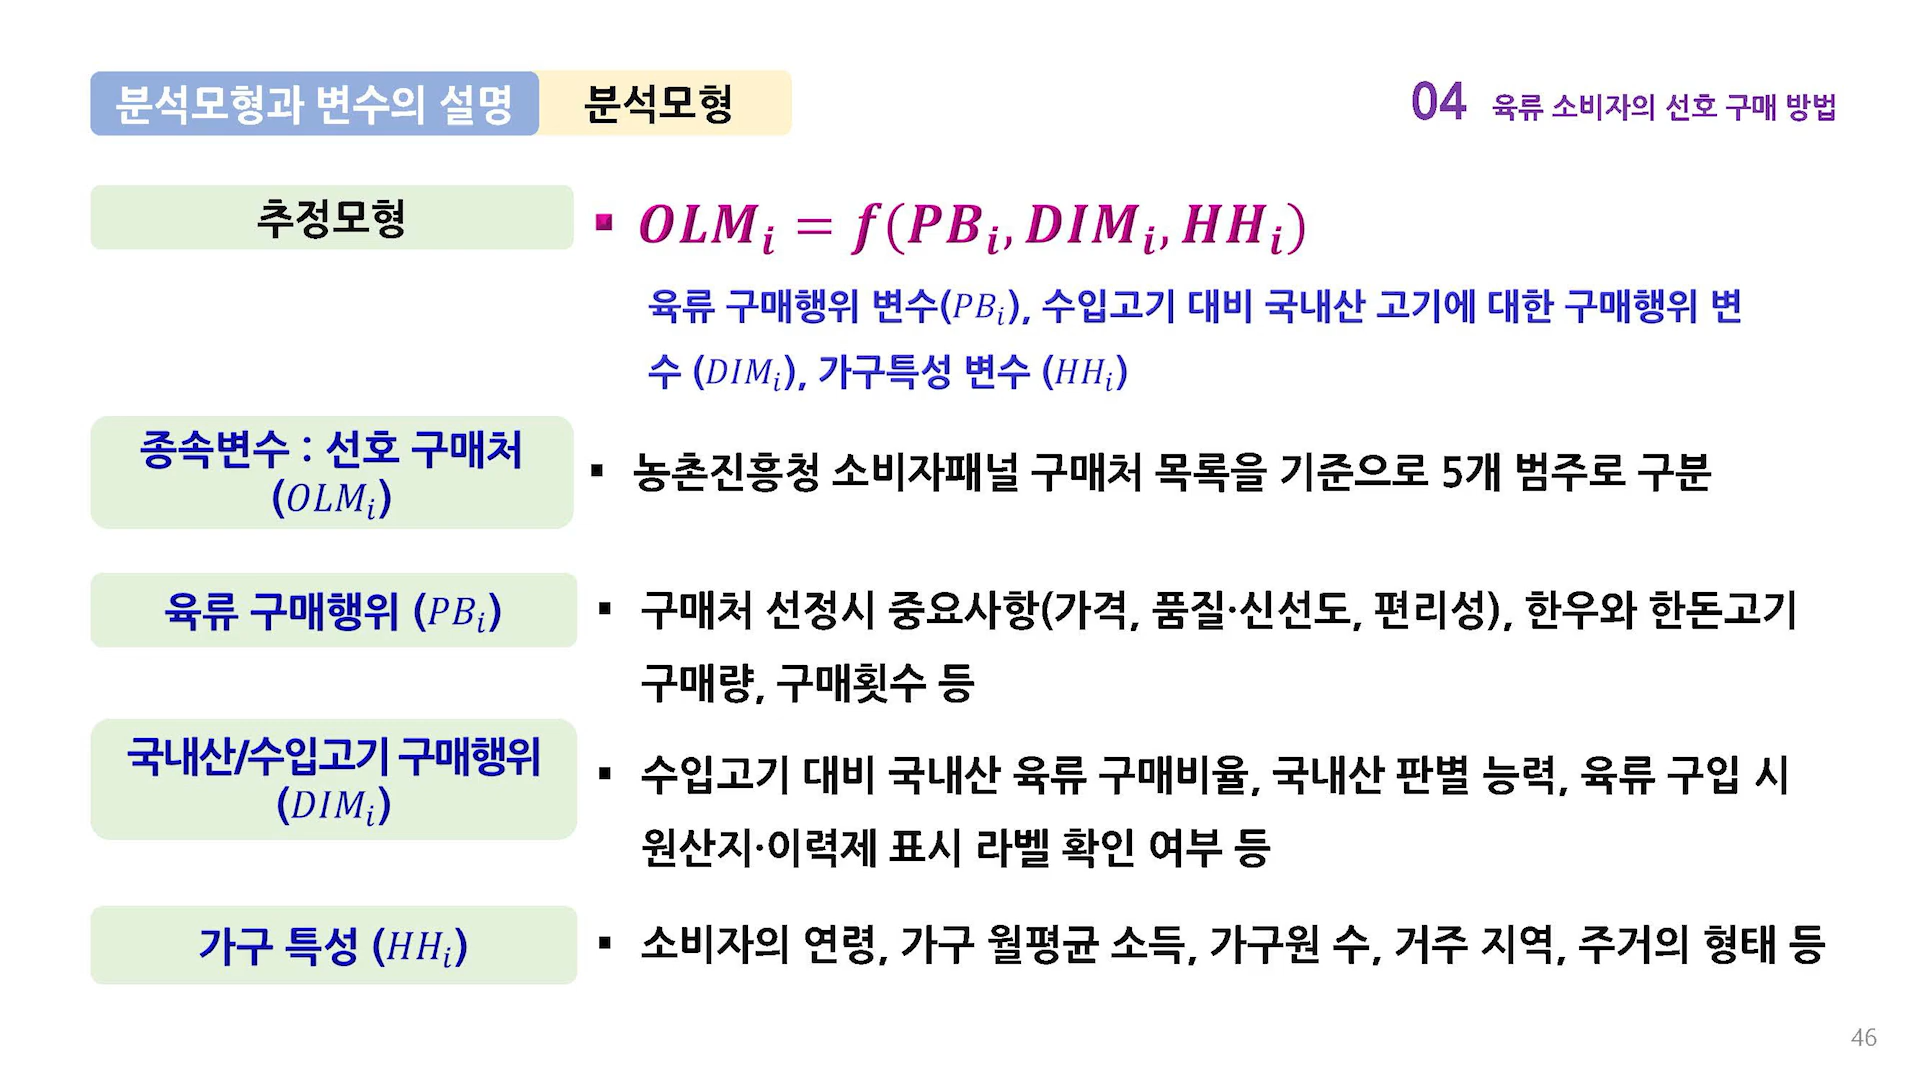 분석모형과 변수의 설명 분석모형
04 육류 소비자의 선호 구매 방법
추정모형
▪ OLMᵢ = f(PBᵢ, DIMᵢ, HHᵢ)
육류 구매행위 변수(PBᵢ), 수입고기 대비 국내산 고기에 대한 구매행위 변
수 (DIMᵢ), 가구특성 변수 (HHᵢ)
종속변수 : 선호 구매처
(OLMᵢ)
▪ 농촌진흥청 소비자패널 구매처 목록을 기준으로 5개 범주로 구분
육류 구매행위 (PBᵢ)
▪ 구매처 선정시 중요사항(가격, 품질·신선도, 편리성), 한우와 한돈고기
구매량, 구매횟수 등
국내산/수입고기 구매행위
(DIMᵢ)
▪ 수입고기 대비 국내산 육류 구매비율, 국내산 판별 능력, 육류 구입 시
원산지·이력제 표시 라벨 확인 여부 등
가구 특성 (HHᵢ)
▪ 소비자의 연령, 가구 월평균 소득, 가구원 수, 거주 지역, 주거의 형태 등
46